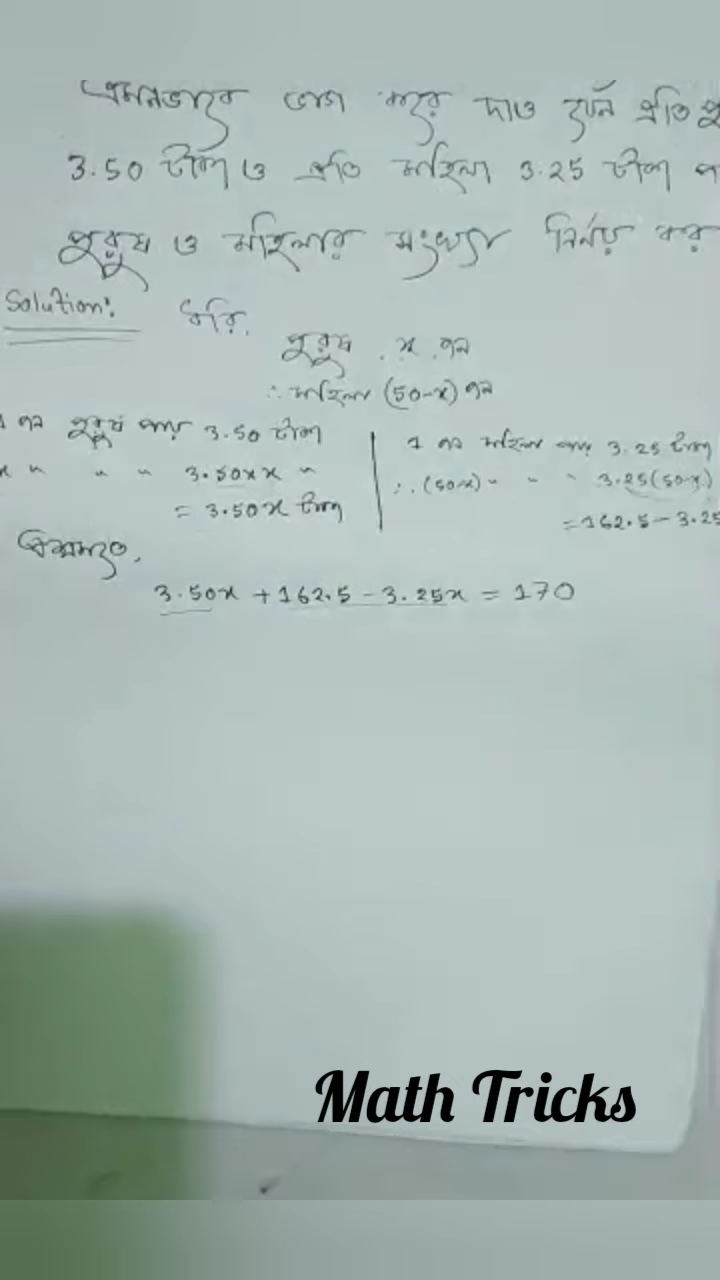 এমনভাবে ভাগ করে দাও যেন প্রতি পু
3.50 টাকা ও প্রতি মহিলা 3.25 টাকা প
পুরুষ ও মহিলার সংখ্যা নির্ণয় কর
Solution: ধরি,
পুরুষ x জন
∴ মহিলা (50-x) জন
1 জন পুরুষ পায় 3.50 টাকা
x " " " 3.50×x "
= 3.50x টাকা
1 জন মহিলা পায় 3.25 টাকা
∴ (50-x) " " " 3.25(50-x)
=162.5-3.25
প্রশ্নমতে,
3.50x + 162.5 - 3.25x = 170
Math Tricks